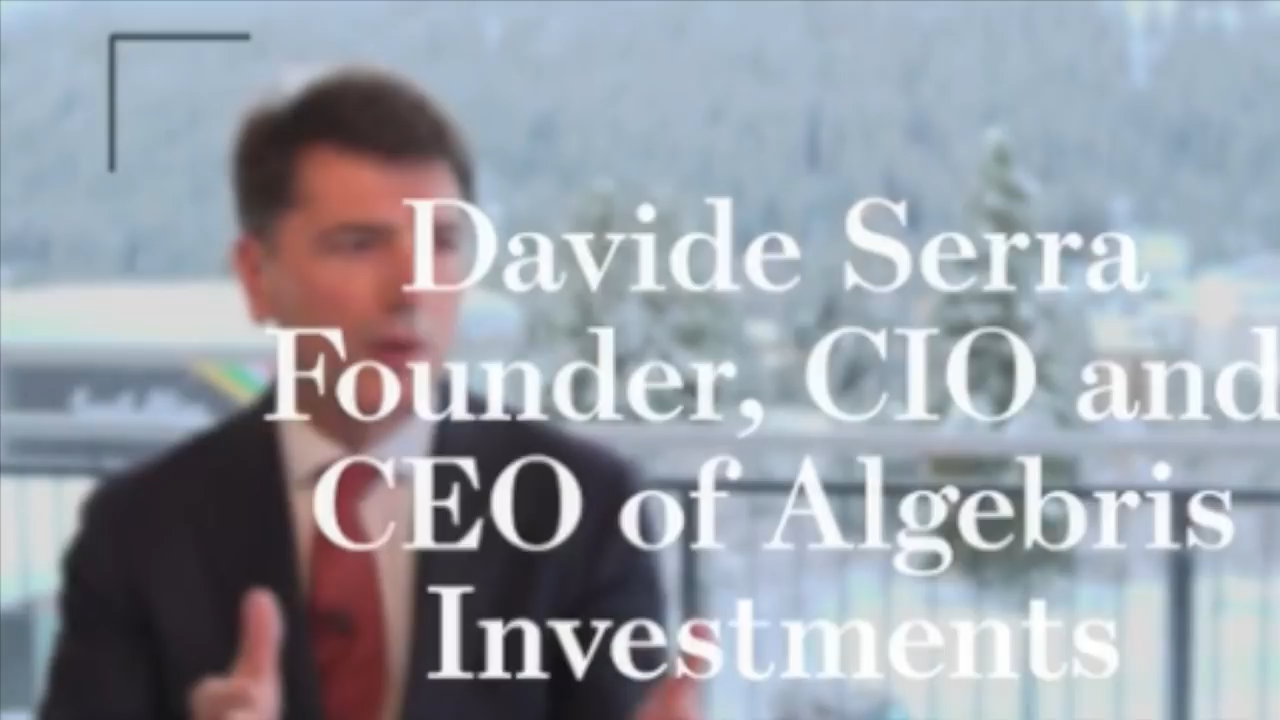 Davide Serra
Founder, CIO and
CEO of Algebris
Investments